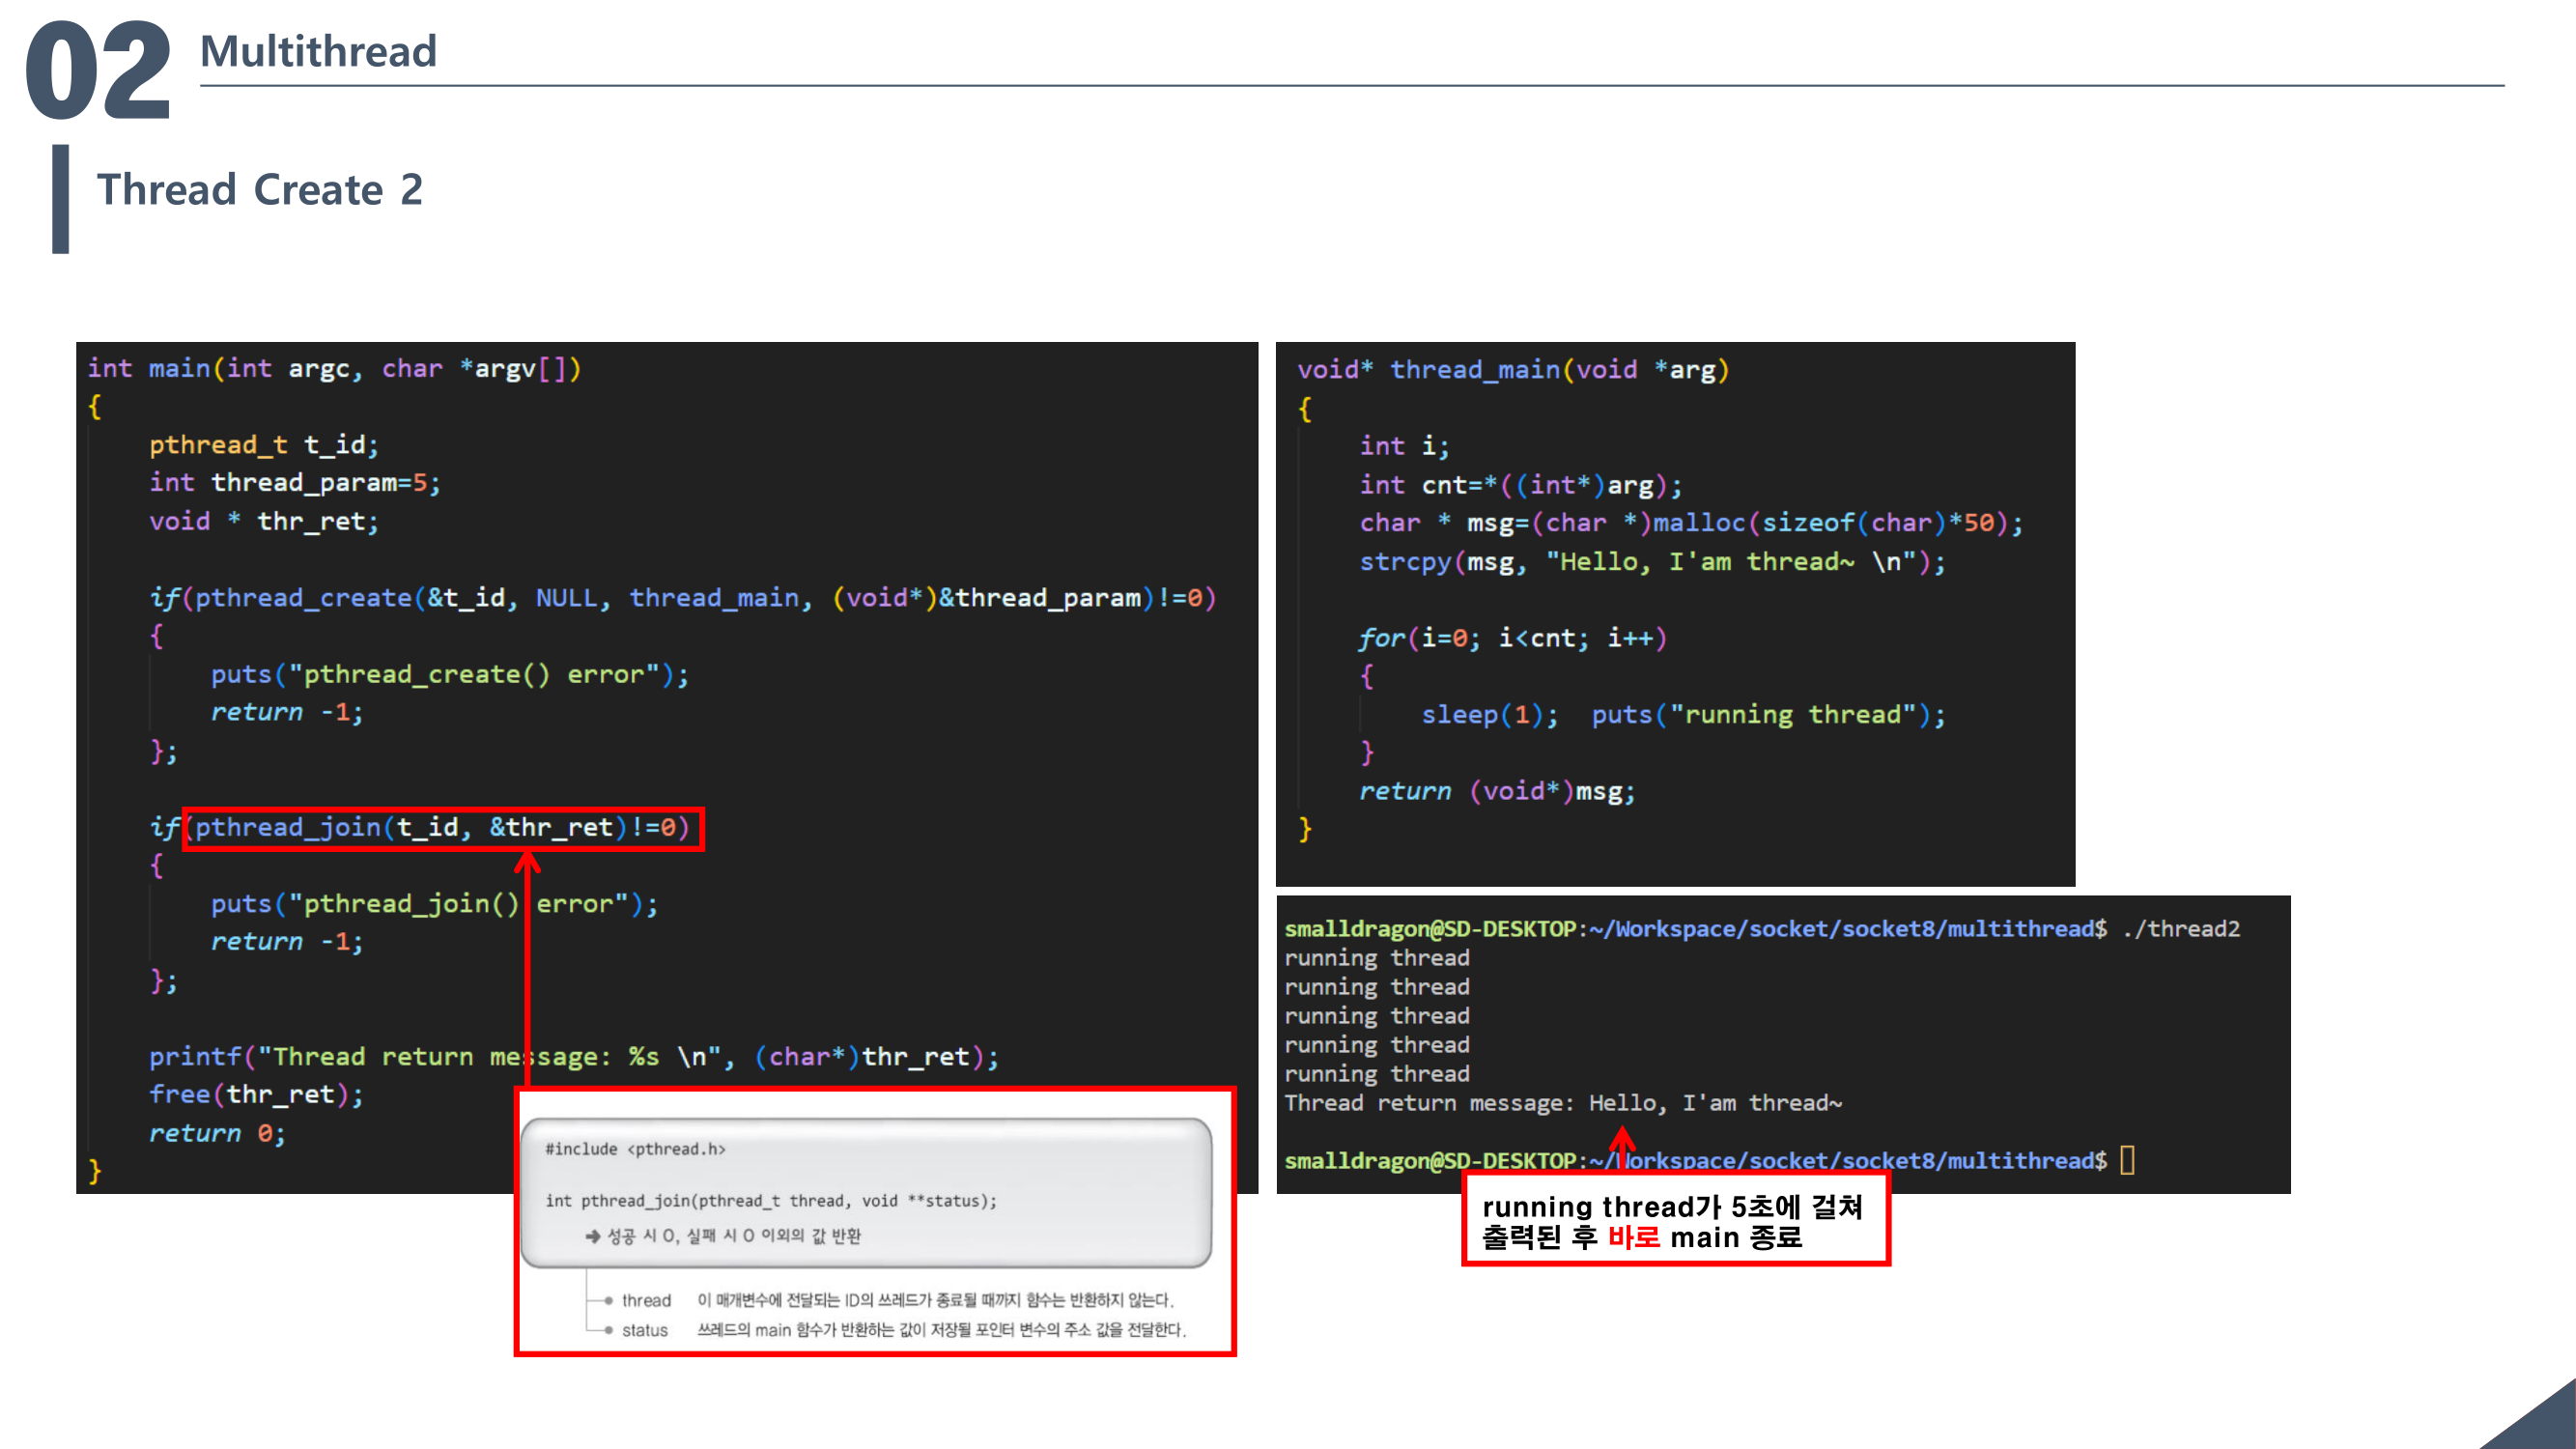 02 Multithread
Thread Create 2
int main(int argc, char *argv[])
{
    pthread_t t_id;
    int thread_param=5;
    void * thr_ret;

    if(pthread_create(&t_id, NULL, thread_main, (void*)&thread_param)!=0)
    {
        puts("pthread_create() error");
        return -1;
    };

    if(pthread_join(t_id, &thr_ret)!=0)
    {
        puts("pthread_join() error");
        return -1;
    };

    printf("Thread return message: %s \n", (char*)thr_ret);
    free(thr_ret);
    return 0;
}
#include <pthread.h>
int pthread_join(pthread_t thread, void **status);
➔ 성공 시 0, 실패 시 0 이외의 값 반환
thread 이 매개변수에 전달되는 ID의 쓰레드가 종료될 때까지 함수는 반환하지 않는다.
status 쓰레드의 main 함수가 반환하는 값이 저장될 포인터 변수의 주소 값을 전달한다.
void* thread_main(void *arg)
{
    int i;
    int cnt=*((int*)arg);
    char * msg=(char *)malloc(sizeof(char)*50);
    strcpy(msg, "Hello, I'am thread~ \n");

    for(i=0; i<cnt; i++)
    {
        sleep(1);  puts("running thread");
    }
    return (void*)msg;
}
smalldragon@SD-DESKTOP:~/Workspace/socket/socket8/multithread$ ./thread2
running thread
running thread
running thread
running thread
running thread
Thread return message: Hello, I'am thread~

smalldragon@SD-DESKTOP:~/Workspace/socket/socket8/multithread$
running thread가 5초에 걸쳐
출력된 후 바로 main 종료